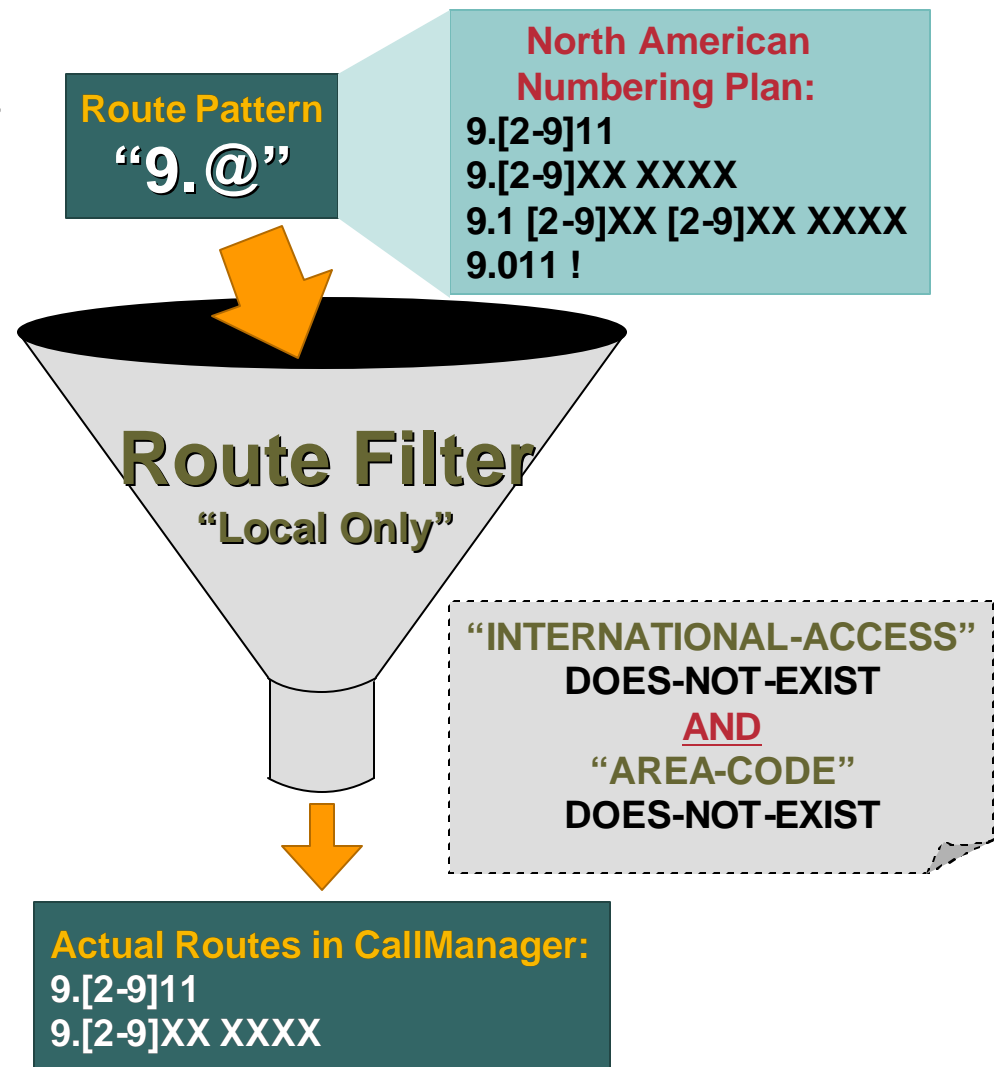 Route Pattern
“9.@”
North American
Numbering Plan:
9.[2-9]11
9.[2-9]XX XXXX
9.1 [2-9]XX [2-9]XX XXXX
9.011 !
Route Filter
“Local Only”
“INTERNATIONAL-ACCESS”
DOES-NOT-EXIST
AND
“AREA-CODE”
DOES-NOT-EXIST
Actual Routes in CallManager:
9.[2-9]11
9.[2-9]XX XXXX